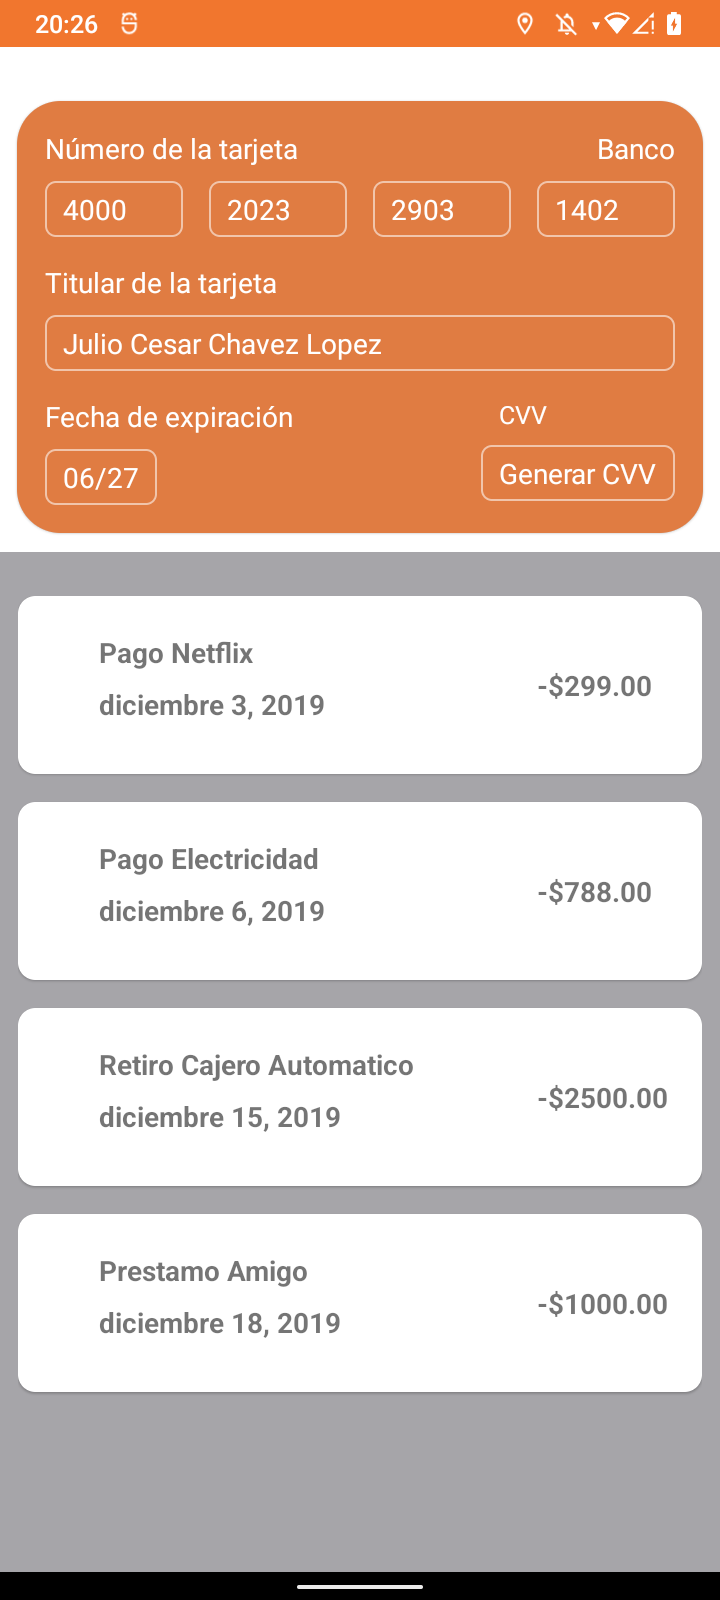 20:26
Número de la tarjeta Banco
4000 2023 2903 1402
Titular de la tarjeta
Julio Cesar Chavez Lopez
Fecha de expiración CVV
06/27 Generar CVV
Pago Netflix
diciembre 3, 2019
-$299.00
Pago Electricidad
diciembre 6, 2019
-$788.00
Retiro Cajero Automatico
diciembre 15, 2019
-$2500.00
Prestamo Amigo
diciembre 18, 2019
-$1000.00